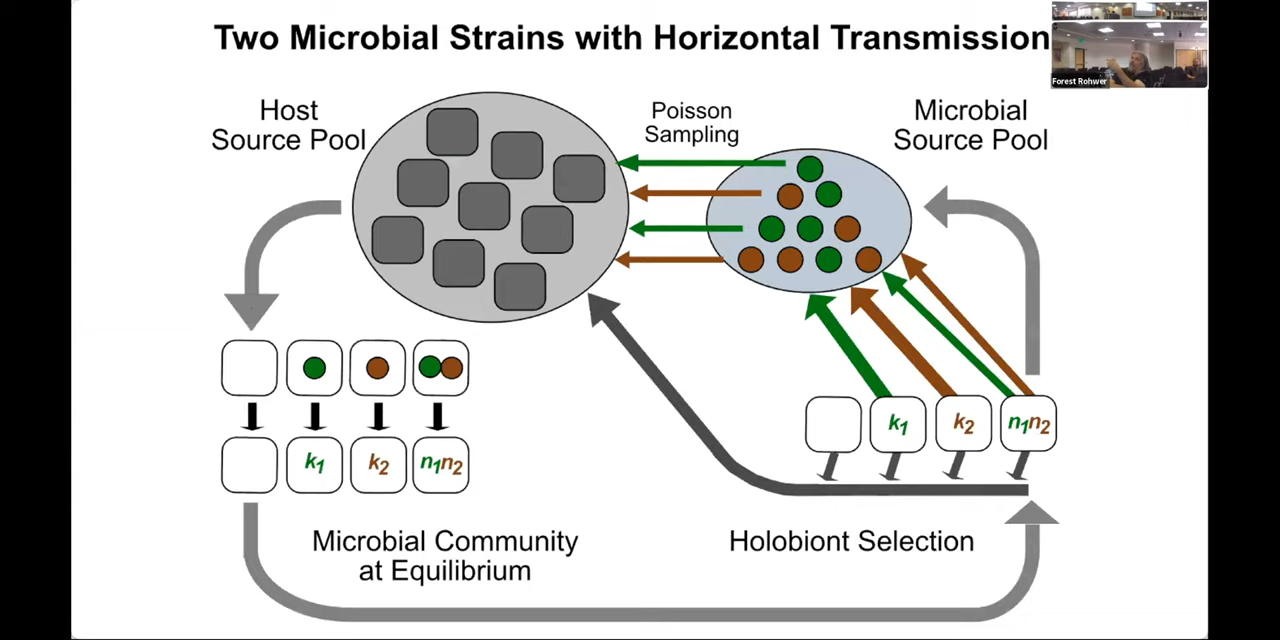 Two Microbial Strains with Horizontal Transmission
Forest Rohwer
Host
Source Pool
Poisson
Sampling
Microbial
Source Pool
k1
k2
n1n2
k1
k2
n1n2
Microbial Community
at Equilibrium
Holobiont Selection